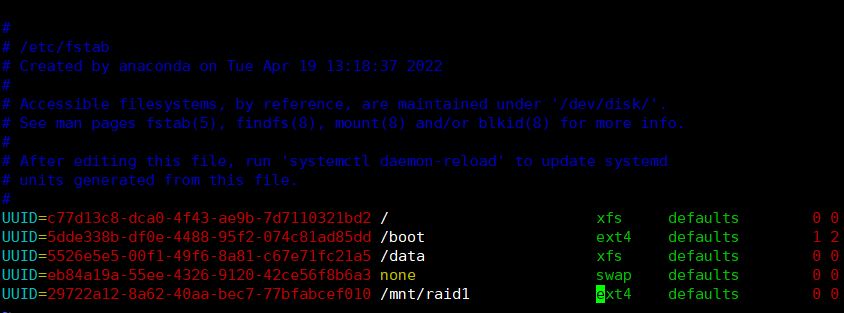 #
# /etc/fstab
# Created by anaconda on Tue Apr 19 13:18:37 2022
#
# Accessible filesystems, by reference, are maintained under '/dev/disk/'.
# See man pages fstab(5), findfs(8), mount(8) and/or blkid(8) for more info.
#
# After editing this file, run 'systemctl daemon-reload' to update systemd
# units generated from this file.
#
UUID=c77d13c8-dca0-4f43-ae9b-7d7110321bd2 / xfs defaults 0 0
UUID=5dde338b-df0e-4488-95f2-074c81ad85dd /boot ext4 defaults 1 2
UUID=5526e5e5-00f1-49f6-8a81-c67e71fc21a5 /data xfs defaults 0 0
UUID=eb84a19a-55ee-4326-9120-42ce56f8b6a3 none swap defaults 0 0
UUID=29722a12-8a62-40aa-bec7-77bfabcef010 /mnt/raid1 ext4 defaults 0 0